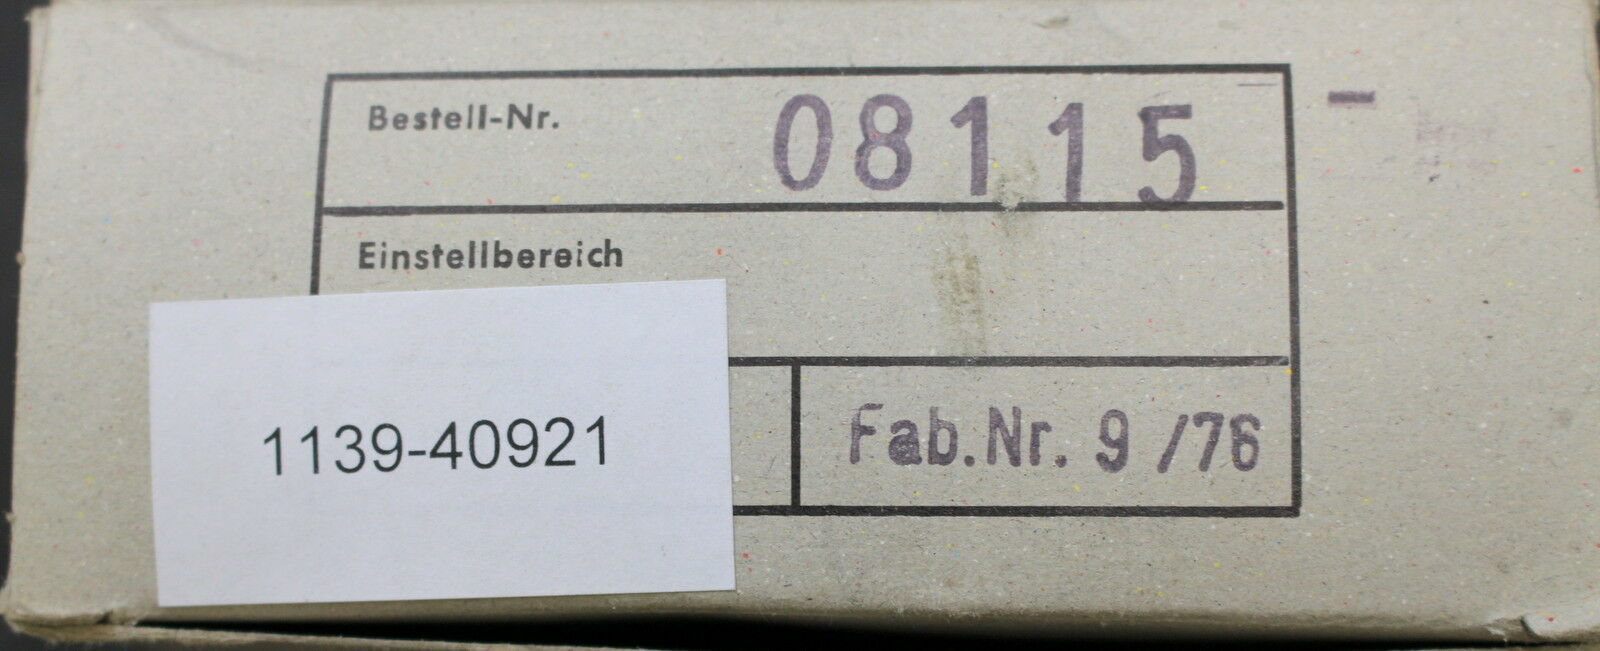 Bestell-Nr. 08115 -
Einstellbereich
1139-40921
Fab.Nr. 9 /76